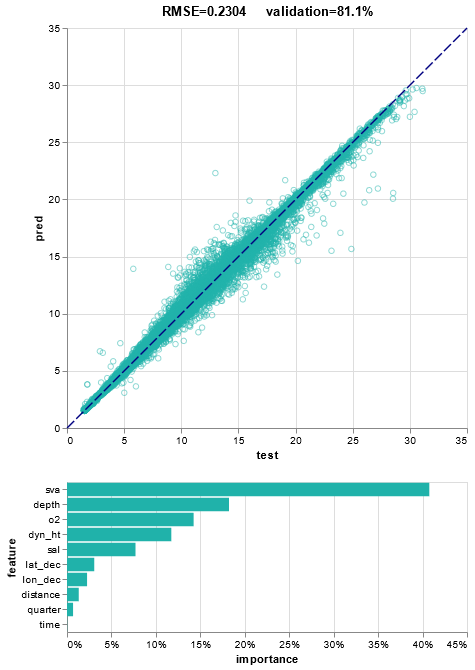 RMSE=0.2304 validation=81.1%
35
30
25
20
15
10
5
0
pred
0 5 10 15 20 25 30 35
test
feature
sva
depth
o2
dyn_ht
sal
lat_dec
lon_dec
distance
quarter
time
0% 5% 10% 15% 20% 25% 30% 35% 40% 45%
importance